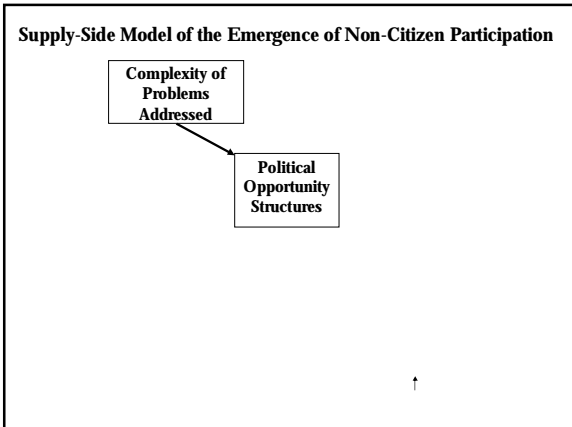 Supply-Side Model of the Emergence of Non-Citizen Participation
Complexity of
Problems
Addressed
Political
Opportunity
Structures